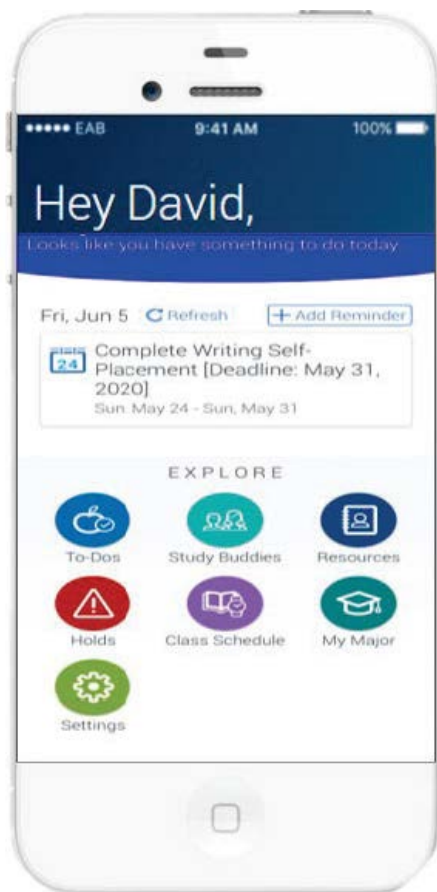 ●●●●● EAB 9:41 AM 100%
Hey David,
Looks like you have something to do today
Fri, Jun 5 Refresh + Add Reminder
24 Complete Writing Self-
Placement [Deadline: May 31,
2020]
Sun. May 24 - Sun, May 31
EXPLORE
To-Dos Study Buddies Resources
Holds Class Schedule My Major
Settings